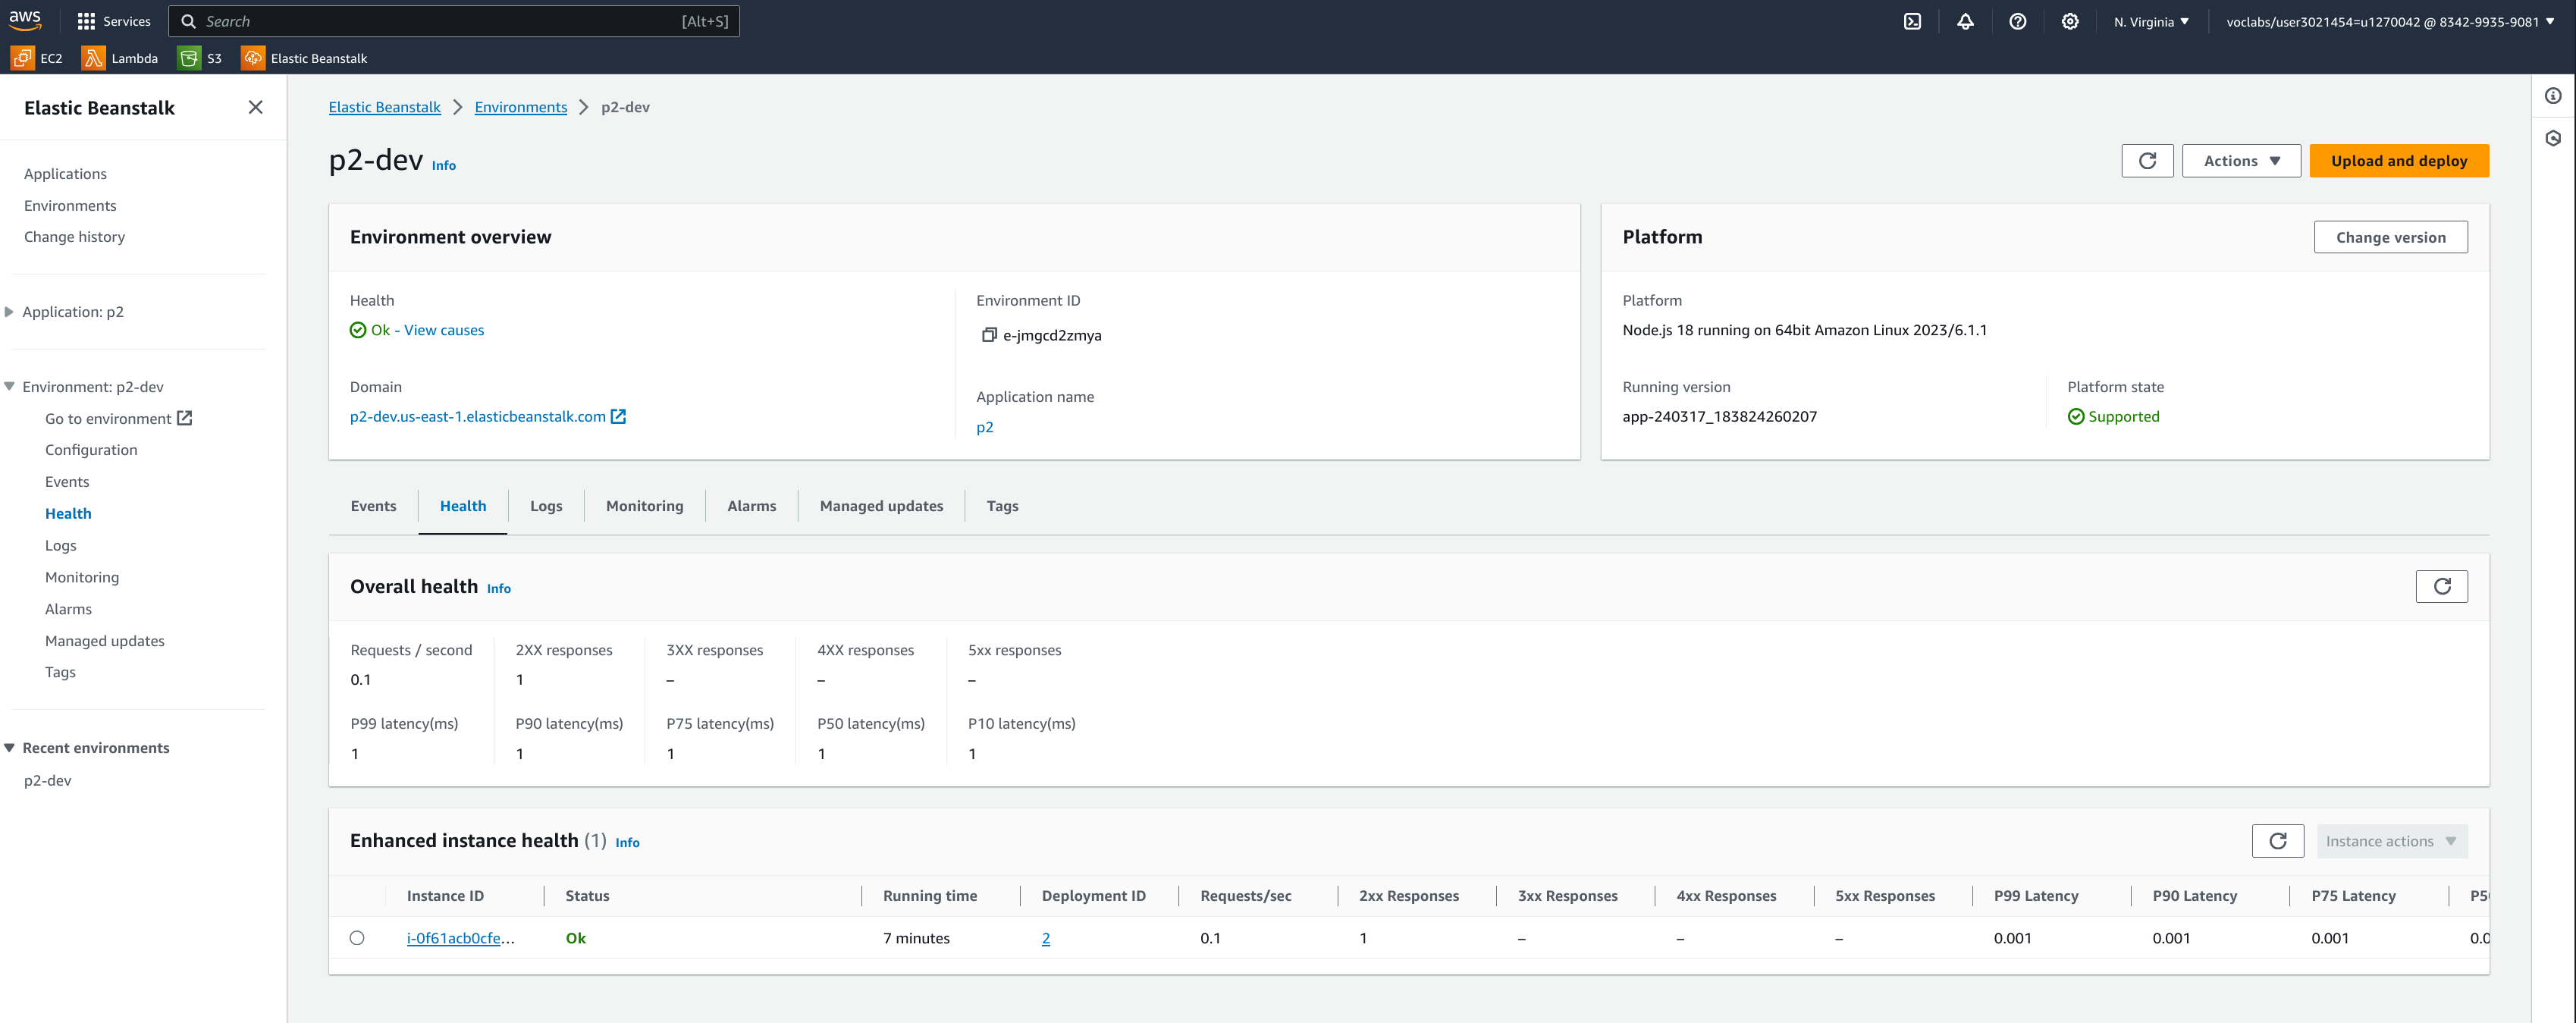 aws
Services
Search [Alt+S]
N. Virginia
voclabs/user3021454=u1270042 @ 8342-9935-9081
EC2
Lambda
S3
Elastic Beanstalk
Elastic Beanstalk
Applications
Environments
Change history
Application: p2
Environment: p2-dev
Go to environment
Configuration
Events
Health
Logs
Monitoring
Alarms
Managed updates
Tags
Recent environments
p2-dev
Elastic Beanstalk > Environments > p2-dev
p2-dev Info
Actions
Upload and deploy
Environment overview
Health
Ok - View causes
Domain
p2-dev.us-east-1.elasticbeanstalk.com
Environment ID
e-jmgcd2zmya
Application name
p2
Platform
Change version
Platform
Node.js 18 running on 64bit Amazon Linux 2023/6.1.1
Running version
app-240317_183824260207
Platform state
Supported
Events Health Logs Monitoring Alarms Managed updates Tags
Overall health Info
Requests / second 2XX responses 3XX responses 4XX responses 5xx responses
0.1 1 – – –
P99 latency(ms) P90 latency(ms) P75 latency(ms) P50 latency(ms) P10 latency(ms)
1 1 1 1 1
Enhanced instance health (1) Info
Instance actions
Instance ID Status Running time Deployment ID Requests/sec 2xx Responses 3xx Responses 4xx Responses 5xx Responses P99 Latency P90 Latency P75 Latency
i-0f61acb0cfe... Ok 7 minutes 2 0.1 1 – – – 0.001 0.001 0.001